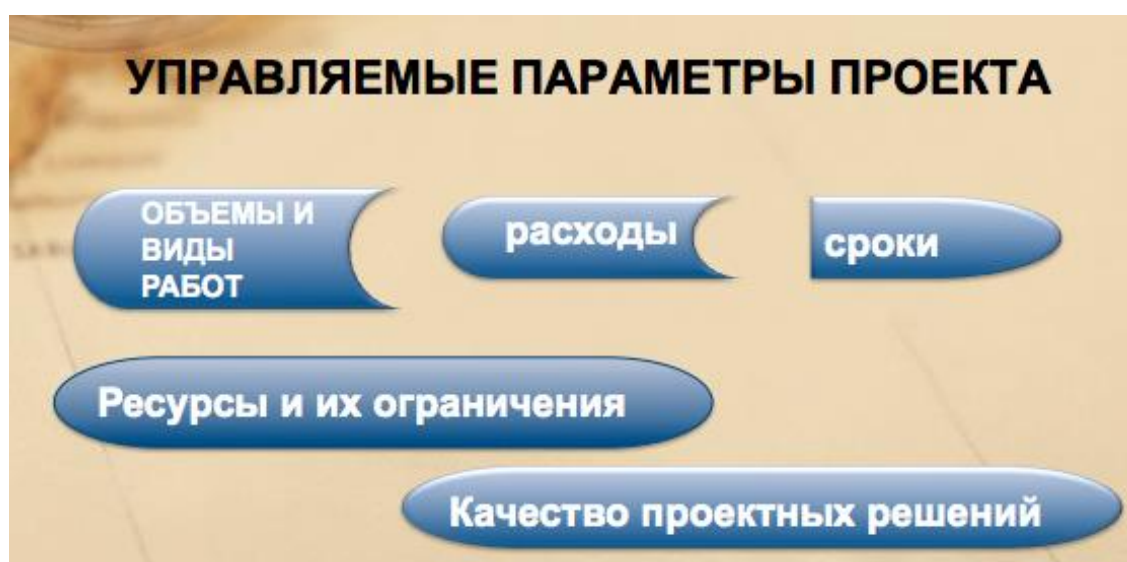 УПРАВЛЯЕМЫЕ ПАРАМЕТРЫ ПРОЕКТА
ОБЪЕМЫ И
ВИДЫ
РАБОТ
расходы
сроки
Ресурсы и их ограничения
Качество проектных решений